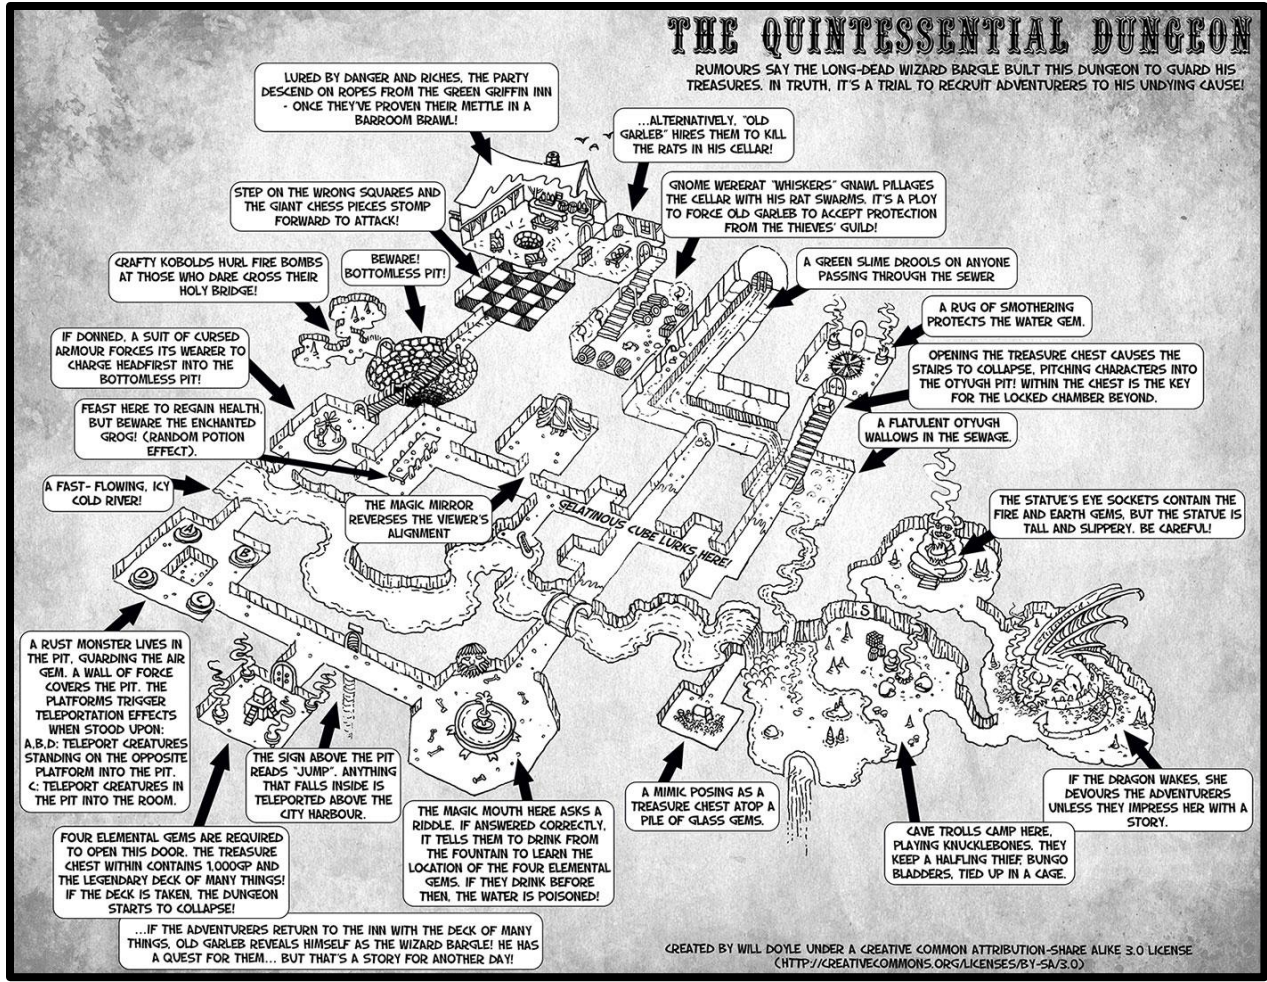 THE QUINTESSENTIAL DUNGEON
RUMOURS SAY THE LONG-DEAD WIZARD BARGLE BUILT THIS DUNGEON TO GUARD HIS
TREASURES. IN TRUTH, IT'S A TRIAL TO RECRUIT ADVENTURERS TO HIS UNDYING CAUSE!
LURED BY DANGER AND RICHES, THE PARTY
DESCEND ON ROPES FROM THE GREEN GRIFFIN INN
- ONCE THEY'VE PROVEN THEIR METTLE IN A
BARROOM BRAWL!
...ALTERNATIVELY, "OLD
GARLEB" HIRES THEM TO KILL
THE RATS IN HIS CELLAR!
STEP ON THE WRONG SQUARES AND
THE GIANT CHESS PIECES STOMP
FORWARD TO ATTACK!
GNOME WERERAT "WHISKERS" GNAWL PILLAGES
THE CELLAR WITH HIS RAT SWARMS. IT'S A PLOY
TO FORCE OLD GARLEB TO ACCEPT PROTECTION
FROM THE THIEVES' GUILD!
CRAFTY KOBOLDS HURL FIRE BOMBS
AT THOSE WHO DARE CROSS THEIR
HOLY BRIDGE!
BEWARE!
BOTTOMLESS PIT!
A GREEN SLIME DROOLS ON ANYONE
PASSING THROUGH THE SEWER
A RUG OF SMOTHERING
PROTECTS THE WATER GEM.
IF DONNED, A SUIT OF CURSED
ARMOUR FORCES ITS WEARER TO
CHARGE HEADFIRST INTO THE
BOTTOMLESS PIT!
OPENING THE TREASURE CHEST CAUSES THE
STAIRS TO COLLAPSE, PITCHING CHARACTERS INTO
THE OTYUGH PIT! WITHIN THE CHEST IS THE KEY
FOR THE LOCKED CHAMBER BEYOND.
FEAST HERE TO REGAIN HEALTH,
BUT BEWARE THE ENCHANTED
GROG! (RANDOM POTION
EFFECT).
A FLATULENT OTYUGH
WALLOWS IN THE SEWAGE.
A FAST- FLOWING, ICY
COLD RIVER!
THE MAGIC MIRROR
REVERSES THE VIEWER'S
ALIGNMENT
GELATINOUS CUBE LURKS HERE!
THE STATUE'S EYE SOCKETS CONTAIN THE
FIRE AND EARTH GEMS, BUT THE STATUE IS
TALL AND SLIPPERY. BE CAREFUL!
A
B
D
C
S
A RUST MONSTER LIVES IN
THE PIT, GUARDING THE AIR
GEM. A WALL OF FORCE
COVERS THE PIT. THE
PLATFORMS TRIGGER
TELEPORTATION EFFECTS
WHEN STOOD UPON:
A,B,D: TELEPORT CREATURES
STANDING ON THE OPPOSITE
PLATFORM INTO THE PIT.
C: TELEPORT CREATURES IN
THE PIT INTO THE ROOM.
THE SIGN ABOVE THE PIT
READS "JUMP". ANYTHING
THAT FALLS INSIDE IS
TELEPORTED ABOVE THE
CITY HARBOUR.
THE MAGIC MOUTH HERE ASKS A
RIDDLE. IF ANSWERED CORRECTLY,
IT TELLS THEM TO DRINK FROM
THE FOUNTAIN TO LEARN THE
LOCATION OF THE FOUR ELEMENTAL
GEMS. IF THEY DRINK BEFORE
THEN, THE WATER IS POISONED!
A MIMIC POSING AS A
TREASURE CHEST ATOP A
PILE OF GLASS GEMS.
IF THE DRAGON WAKES, SHE
DEVOURS THE ADVENTURERS
UNLESS THEY IMPRESS HER WITH A
STORY.
CAVE TROLLS CAMP HERE,
PLAYING KNUCKLEBONES. THEY
KEEP A HALFLING THIEF, BUNGO
BLADDERS, TIED UP IN A CAGE.
FOUR ELEMENTAL GEMS ARE REQUIRED
TO OPEN THIS DOOR. THE TREASURE
CHEST WITHIN CONTAINS 1,000GP AND
THE LEGENDARY DECK OF MANY THINGS!
IF THE DECK IS TAKEN, THE DUNGEON
STARTS TO COLLAPSE!
...IF THE ADVENTURERS RETURN TO THE INN WITH THE DECK OF MANY
THINGS, OLD GARLEB REVEALS HIMSELF AS THE WIZARD BARGLE! HE HAS
A QUEST FOR THEM... BUT THAT'S A STORY FOR ANOTHER DAY!
CREATED BY WILL DOYLE UNDER A CREATIVE COMMON ATTRIBUTION-SHARE ALIKE 3.0 LICENSE
(HTTP://CREATIVECOMMONS.ORG/LICENSES/BY-SA/3.0)